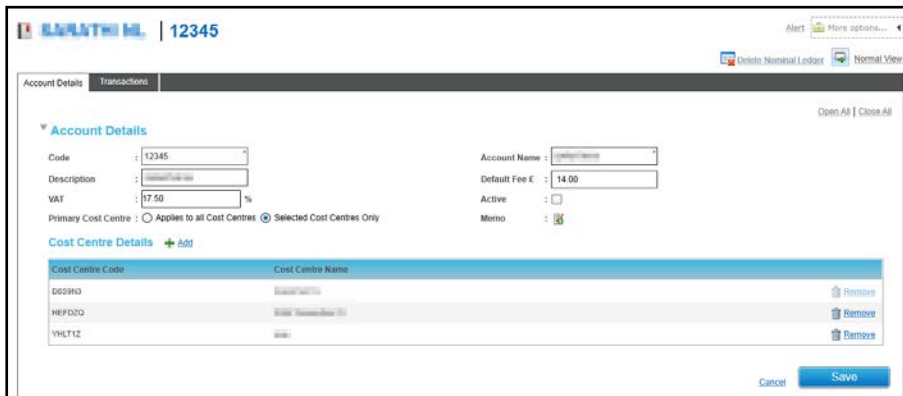 12345
Alert More options...
Delete Nominal Ledger Normal View
Account Details Transactions
Open All | Close All
Account Details
Code : 12345 * Account Name : *
Description : Default Fee £ : 14.00
VAT : 17.50 % Active :
Primary Cost Centre : Applies to all Cost Centres Selected Cost Centres Only Memo :
Cost Centre Details Add
Cost Centre Code Cost Centre Name
Remove
HEFDZQ Remove
YHLT1Z Remove
Cancel Save